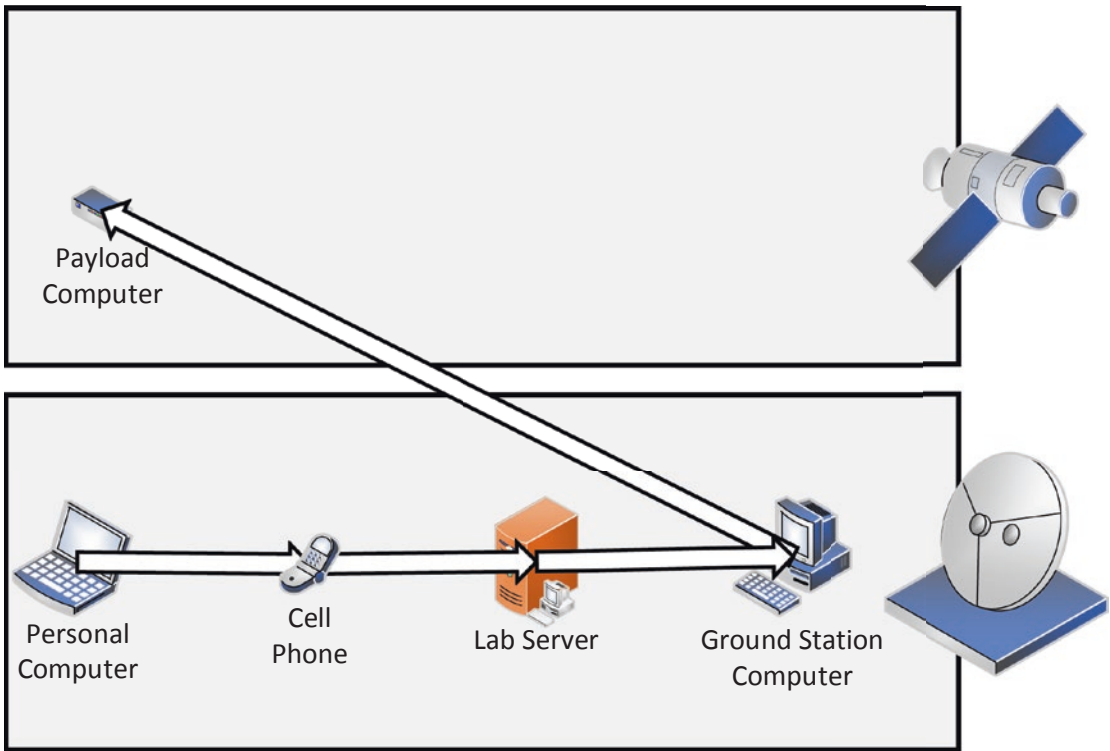 Payload
Computer
Personal
Computer
Cell
Phone
Lab Server
Ground Station
Computer